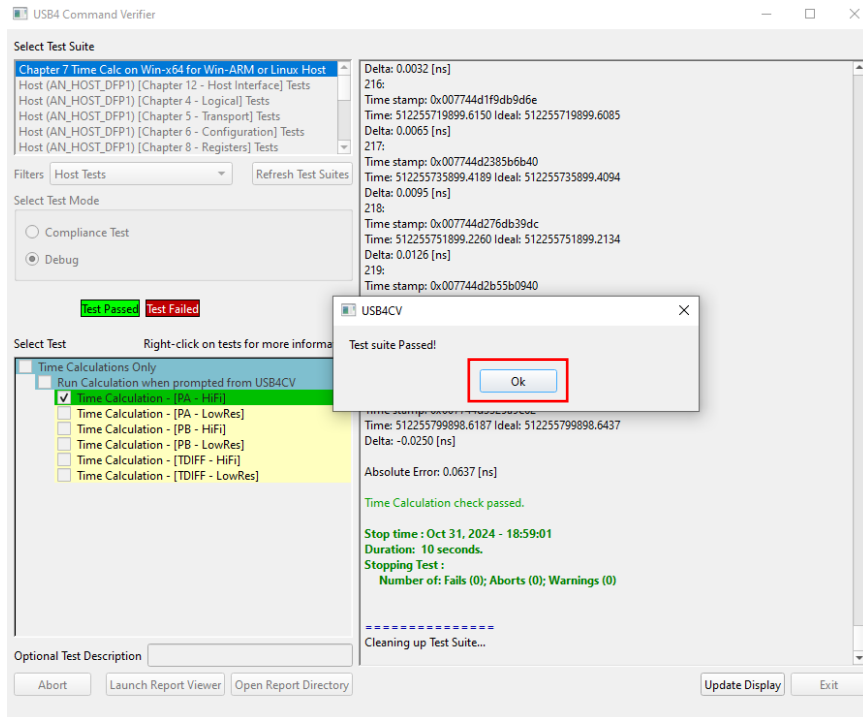 USB4 Command Verifier
Select Test Suite
Chapter 7 Time Calc on Win-x64 for Win-ARM or Linux Host
Host (AN_HOST_DFP1) [Chapter 12 - Host Interface] Tests
Host (AN_HOST_DFP1) [Chapter 4 - Logical] Tests
Host (AN_HOST_DFP1) [Chapter 5 - Transport] Tests
Host (AN_HOST_DFP1) [Chapter 6 - Configuration] Tests
Host (AN_HOST_DFP1) [Chapter 8 - Registers] Tests
Filters Host Tests Refresh Test Suites
Select Test Mode
Compliance Test
Debug
Test Passed Test Failed
Select Test Right-click on tests for more informa
Time Calculations Only
Run Calculation when prompted from USB4CV
Time Calculation - [PA - HiFi]
Time Calculation - [PA - LowRes]
Time Calculation - [PB - HiFi]
Time Calculation - [PB - LowRes]
Time Calculation - [TDIFF - HiFi]
Time Calculation - [TDIFF - LowRes]
Optional Test Description
Abort Launch Report Viewer Open Report Directory
Delta: 0.0032 [ns]
216:
Time stamp: 0x007744d1f9db9d6e
Time: 512255719899.6150 Ideal: 512255719899.6085
Delta: 0.0065 [ns]
217:
Time stamp: 0x007744d2385b6b40
Time: 512255735899.4189 Ideal: 512255735899.4094
Delta: 0.0095 [ns]
218:
Time stamp: 0x007744d276db39dc
Time: 512255751899.2260 Ideal: 512255751899.2134
Delta: 0.0126 [ns]
219:
Time stamp: 0x007744d2b55b0940
USB4CV
Test suite Passed!
Ok
Time: 512255799898.6187 Ideal: 512255799898.6437
Delta: -0.0250 [ns]
Absolute Error: 0.0637 [ns]
Time Calculation check passed.
Stop time : Oct 31, 2024 - 18:59:01
Duration: 10 seconds.
Stopping Test :
Number of: Fails (0); Aborts (0); Warnings (0)
===============
Cleaning up Test Suite...
Update Display Exit